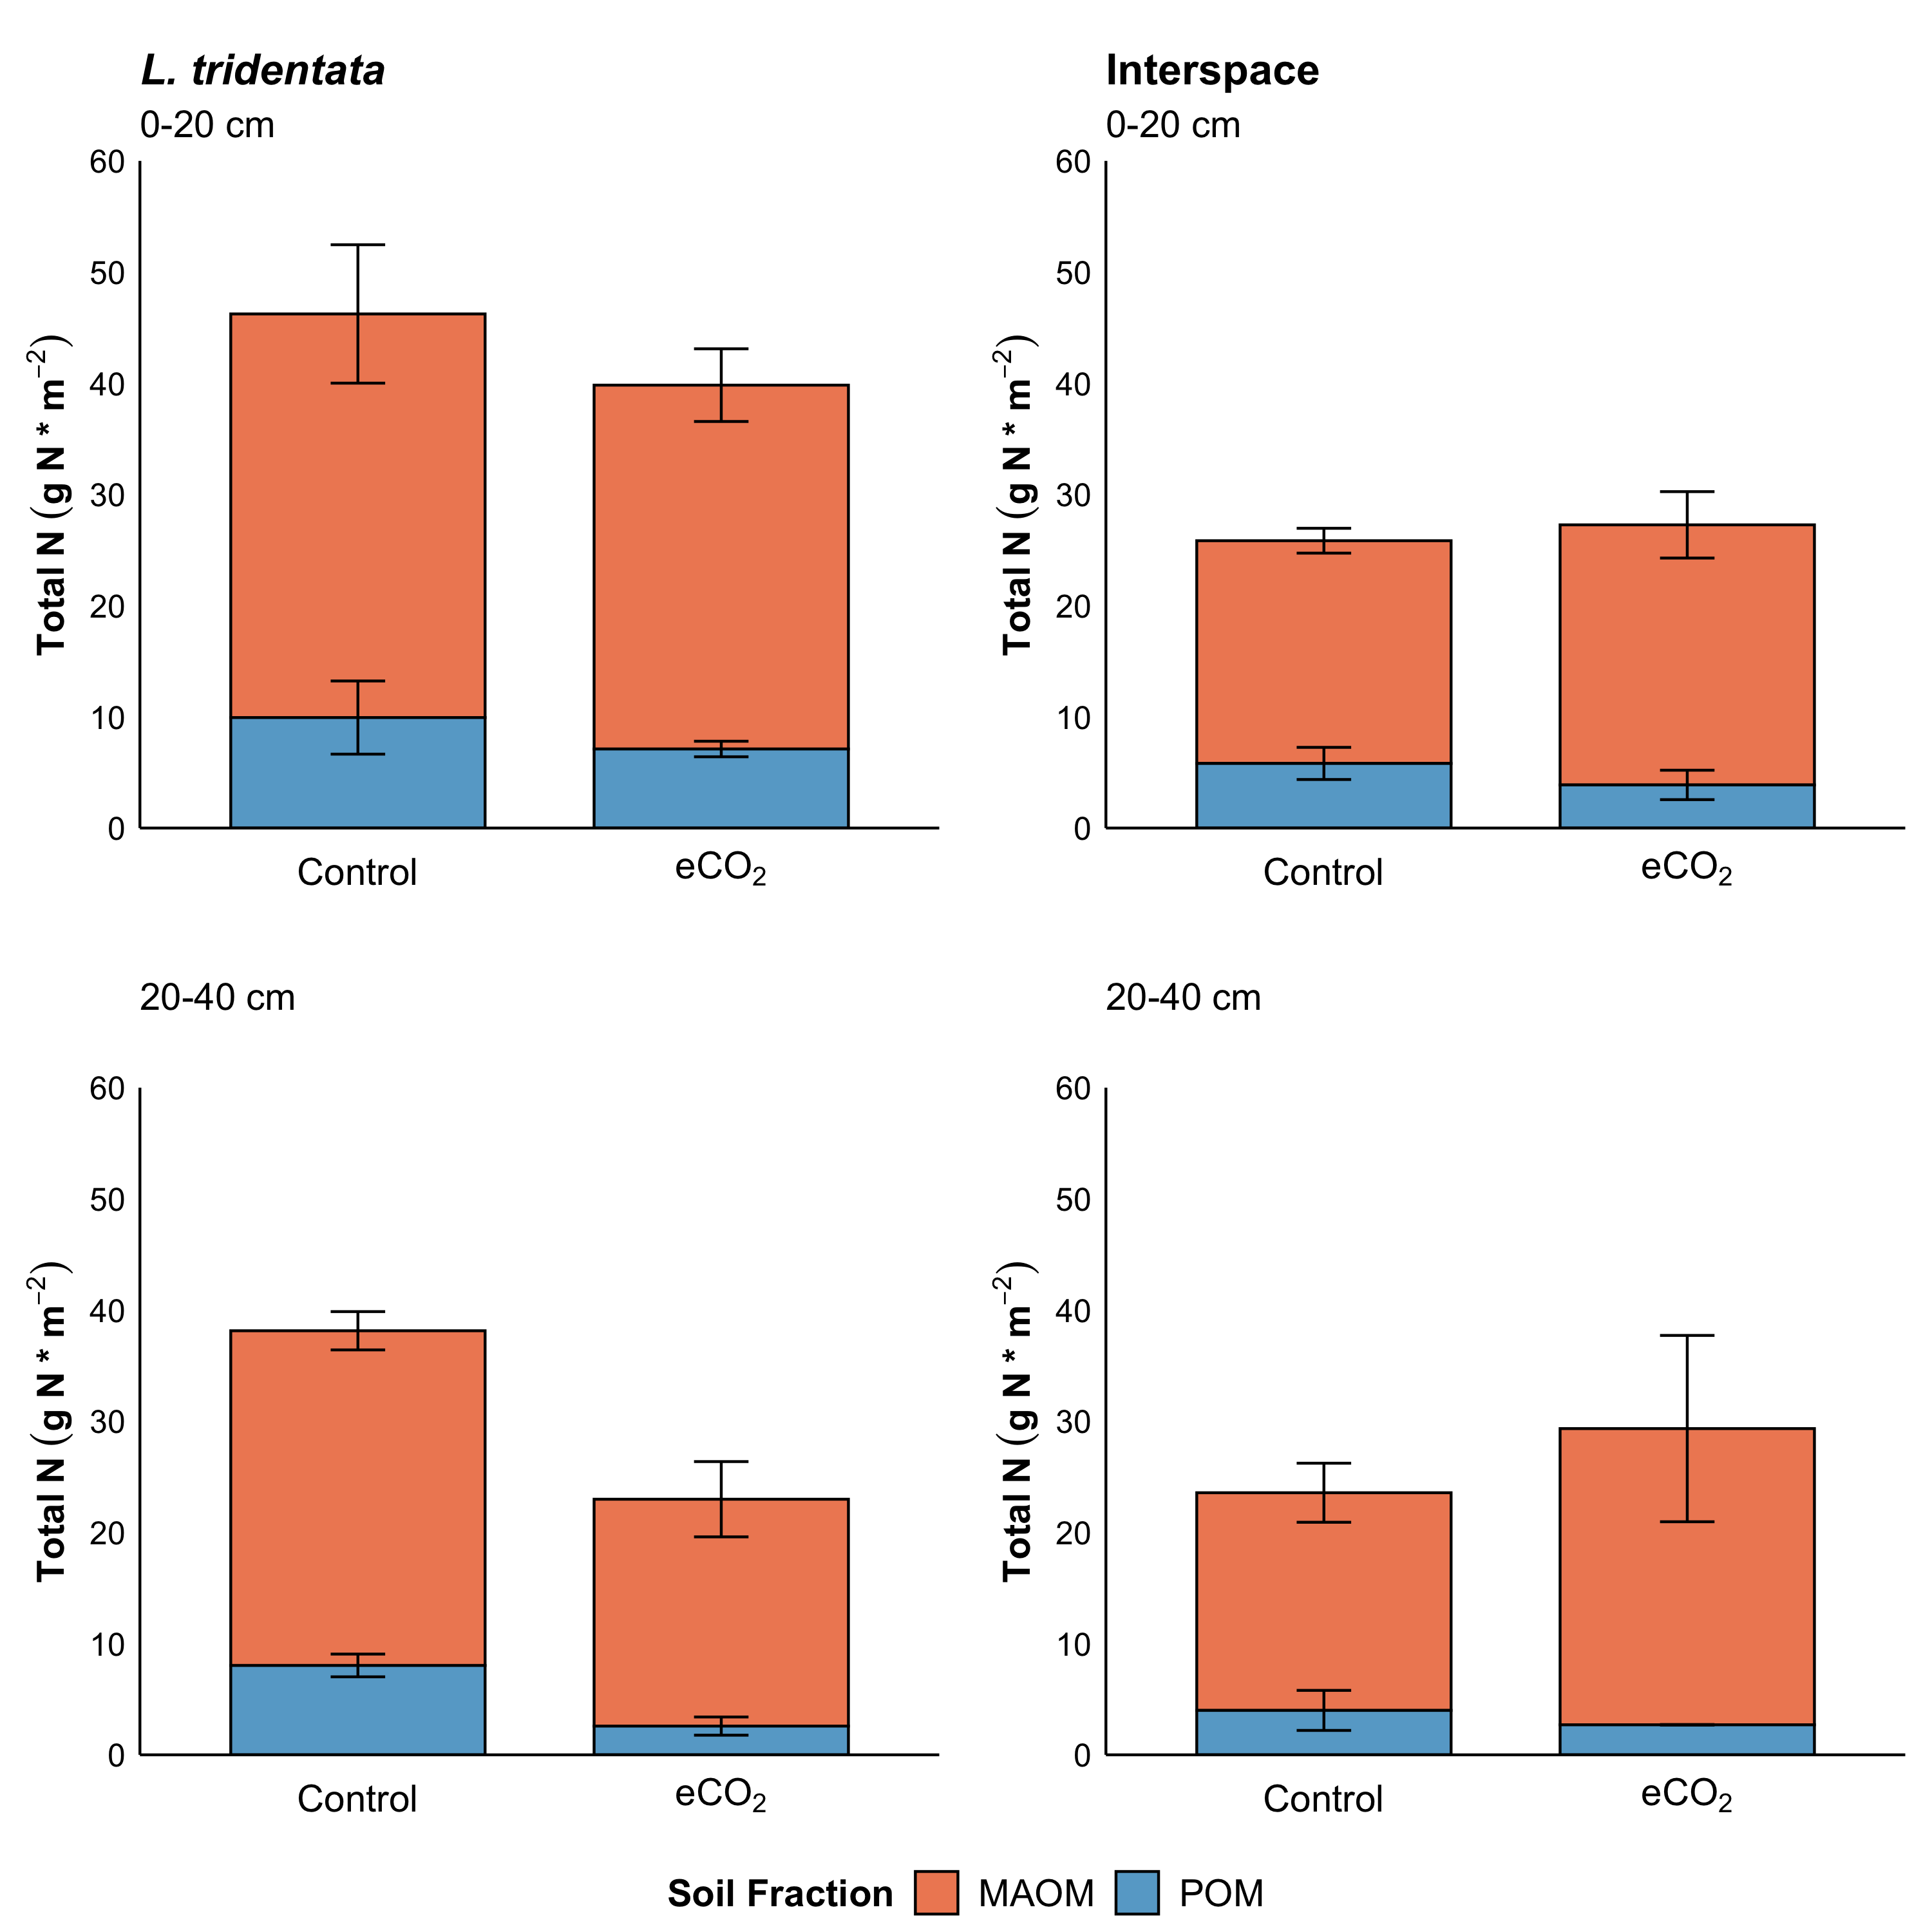 L. tridentata
0-20 cm
Total N (g N * m⁻²)
60
50
40
30
20
10
0
Control
eCO₂
Interspace
0-20 cm
Total N (g N * m⁻²)
60
50
40
30
20
10
0
Control
eCO₂
20-40 cm
Total N (g N * m⁻²)
60
50
40
30
20
10
0
Control
eCO₂
20-40 cm
Total N (g N * m⁻²)
60
50
40
30
20
10
0
Control
eCO₂
Soil Fraction MAOM POM